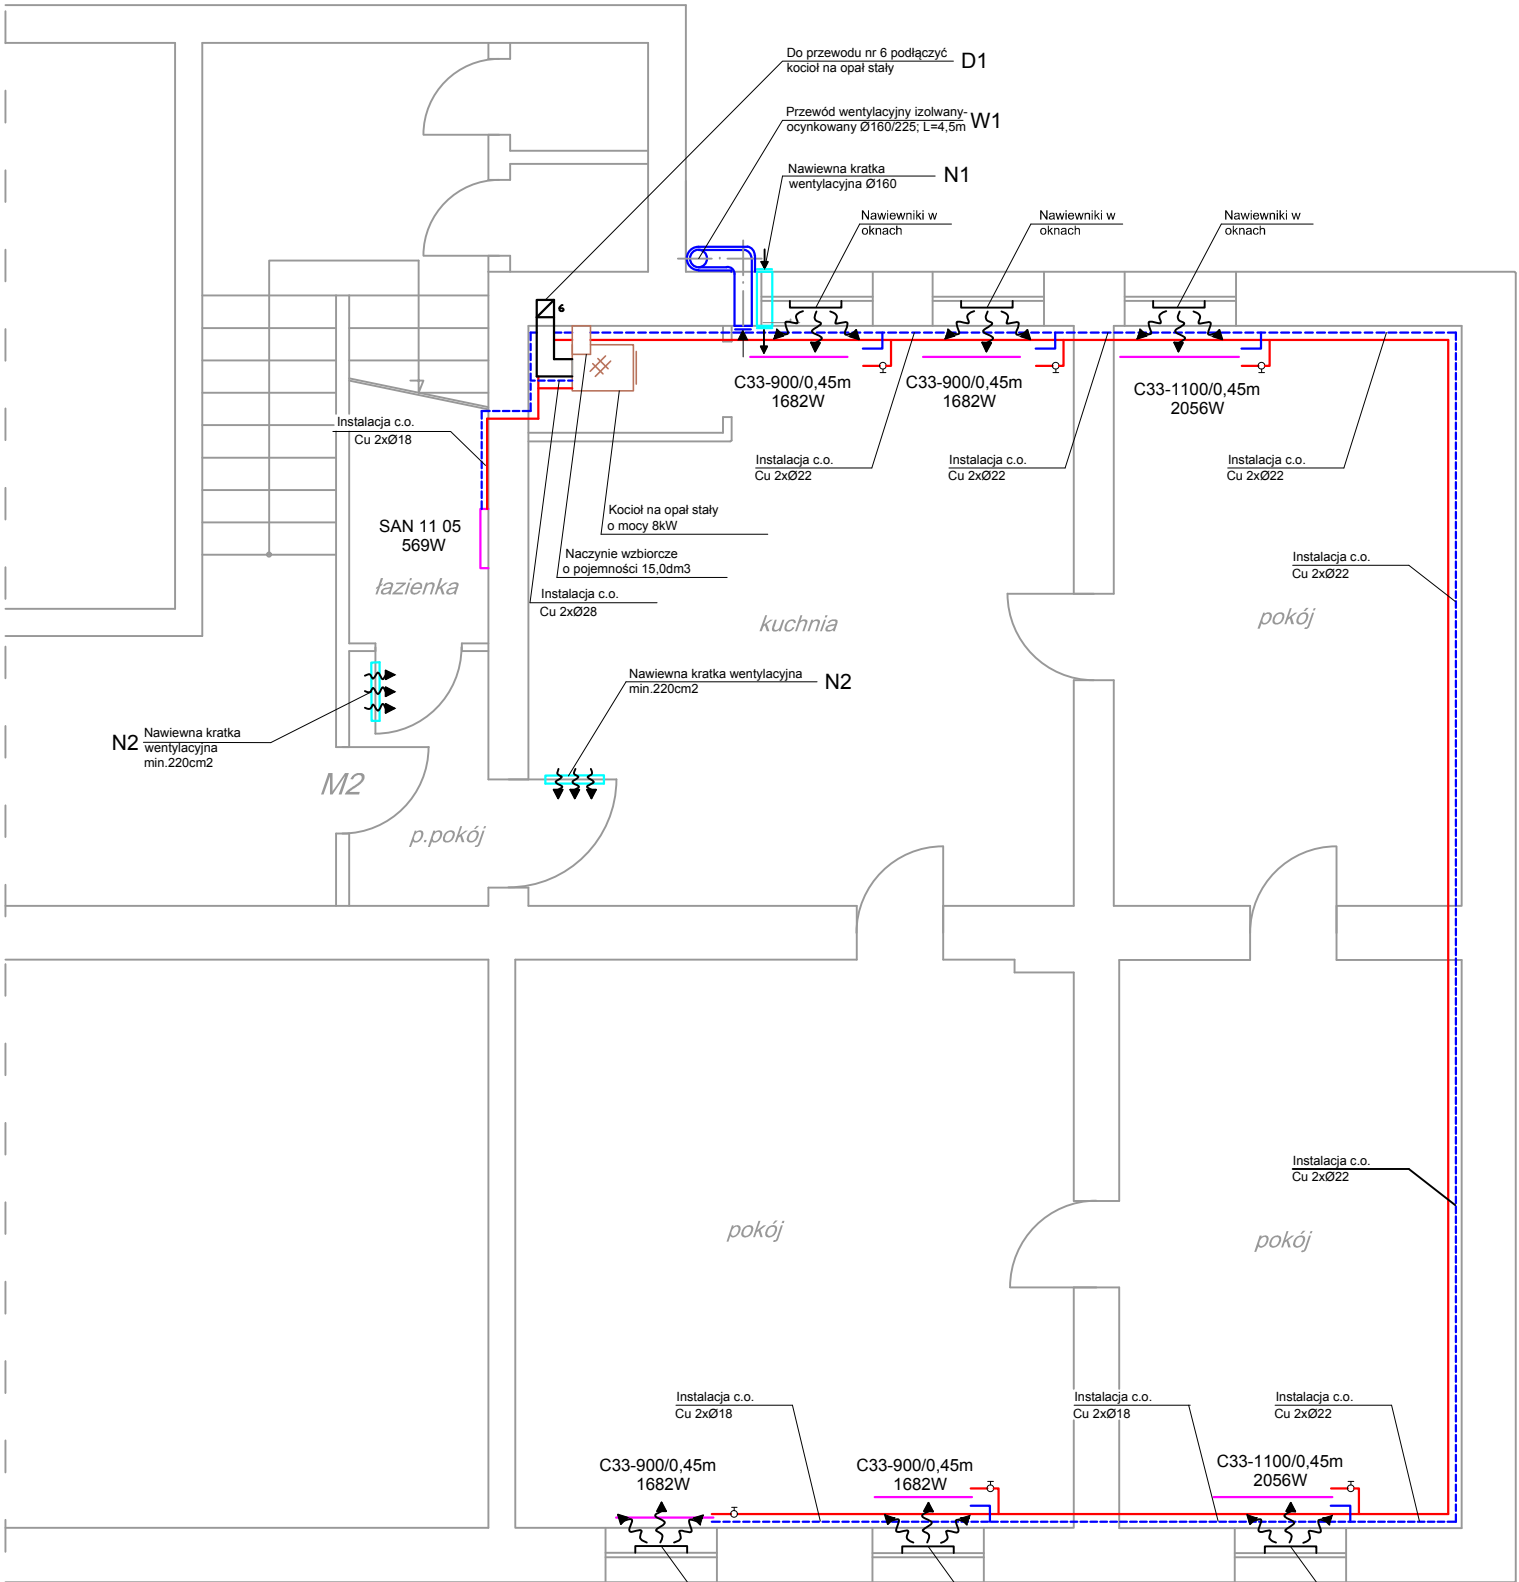 Do przewodu nr 6 podłączyć
kocioł na opał stały
D1
Przewód wentylacyjny izolwany-
ocynkowany Ø160/225; L=4,5m
W1
Nawiewna kratka
wentylacyjna Ø160
N1
Nawiewniki w
oknach
Nawiewniki w
oknach
Nawiewniki w
oknach
6
C33-900/0,45m
1682W
C33-900/0,45m
1682W
C33-1100/0,45m
2056W
Instalacja c.o.
Cu 2xØ18
Instalacja c.o.
Cu 2xØ22
Instalacja c.o.
Cu 2xØ22
Instalacja c.o.
Cu 2xØ22
SAN 11 05
569W
łazienka
Kocioł na opał stały
o mocy 8kW
Naczynie wzbiorcze
o pojemności 15,0dm3
Instalacja c.o.
Cu 2xØ28
Instalacja c.o.
Cu 2xØ22
kuchnia
pokój
Nawiewna kratka wentylacyjna
min.220cm2
N2
N2
Nawiewna kratka
wentylacyjna
min.220cm2
M2
p.pokój
Instalacja c.o.
Cu 2xØ22
pokój
pokój
Instalacja c.o.
Cu 2xØ18
Instalacja c.o.
Cu 2xØ18
Instalacja c.o.
Cu 2xØ22
C33-900/0,45m
1682W
C33-900/0,45m
1682W
C33-1100/0,45m
2056W